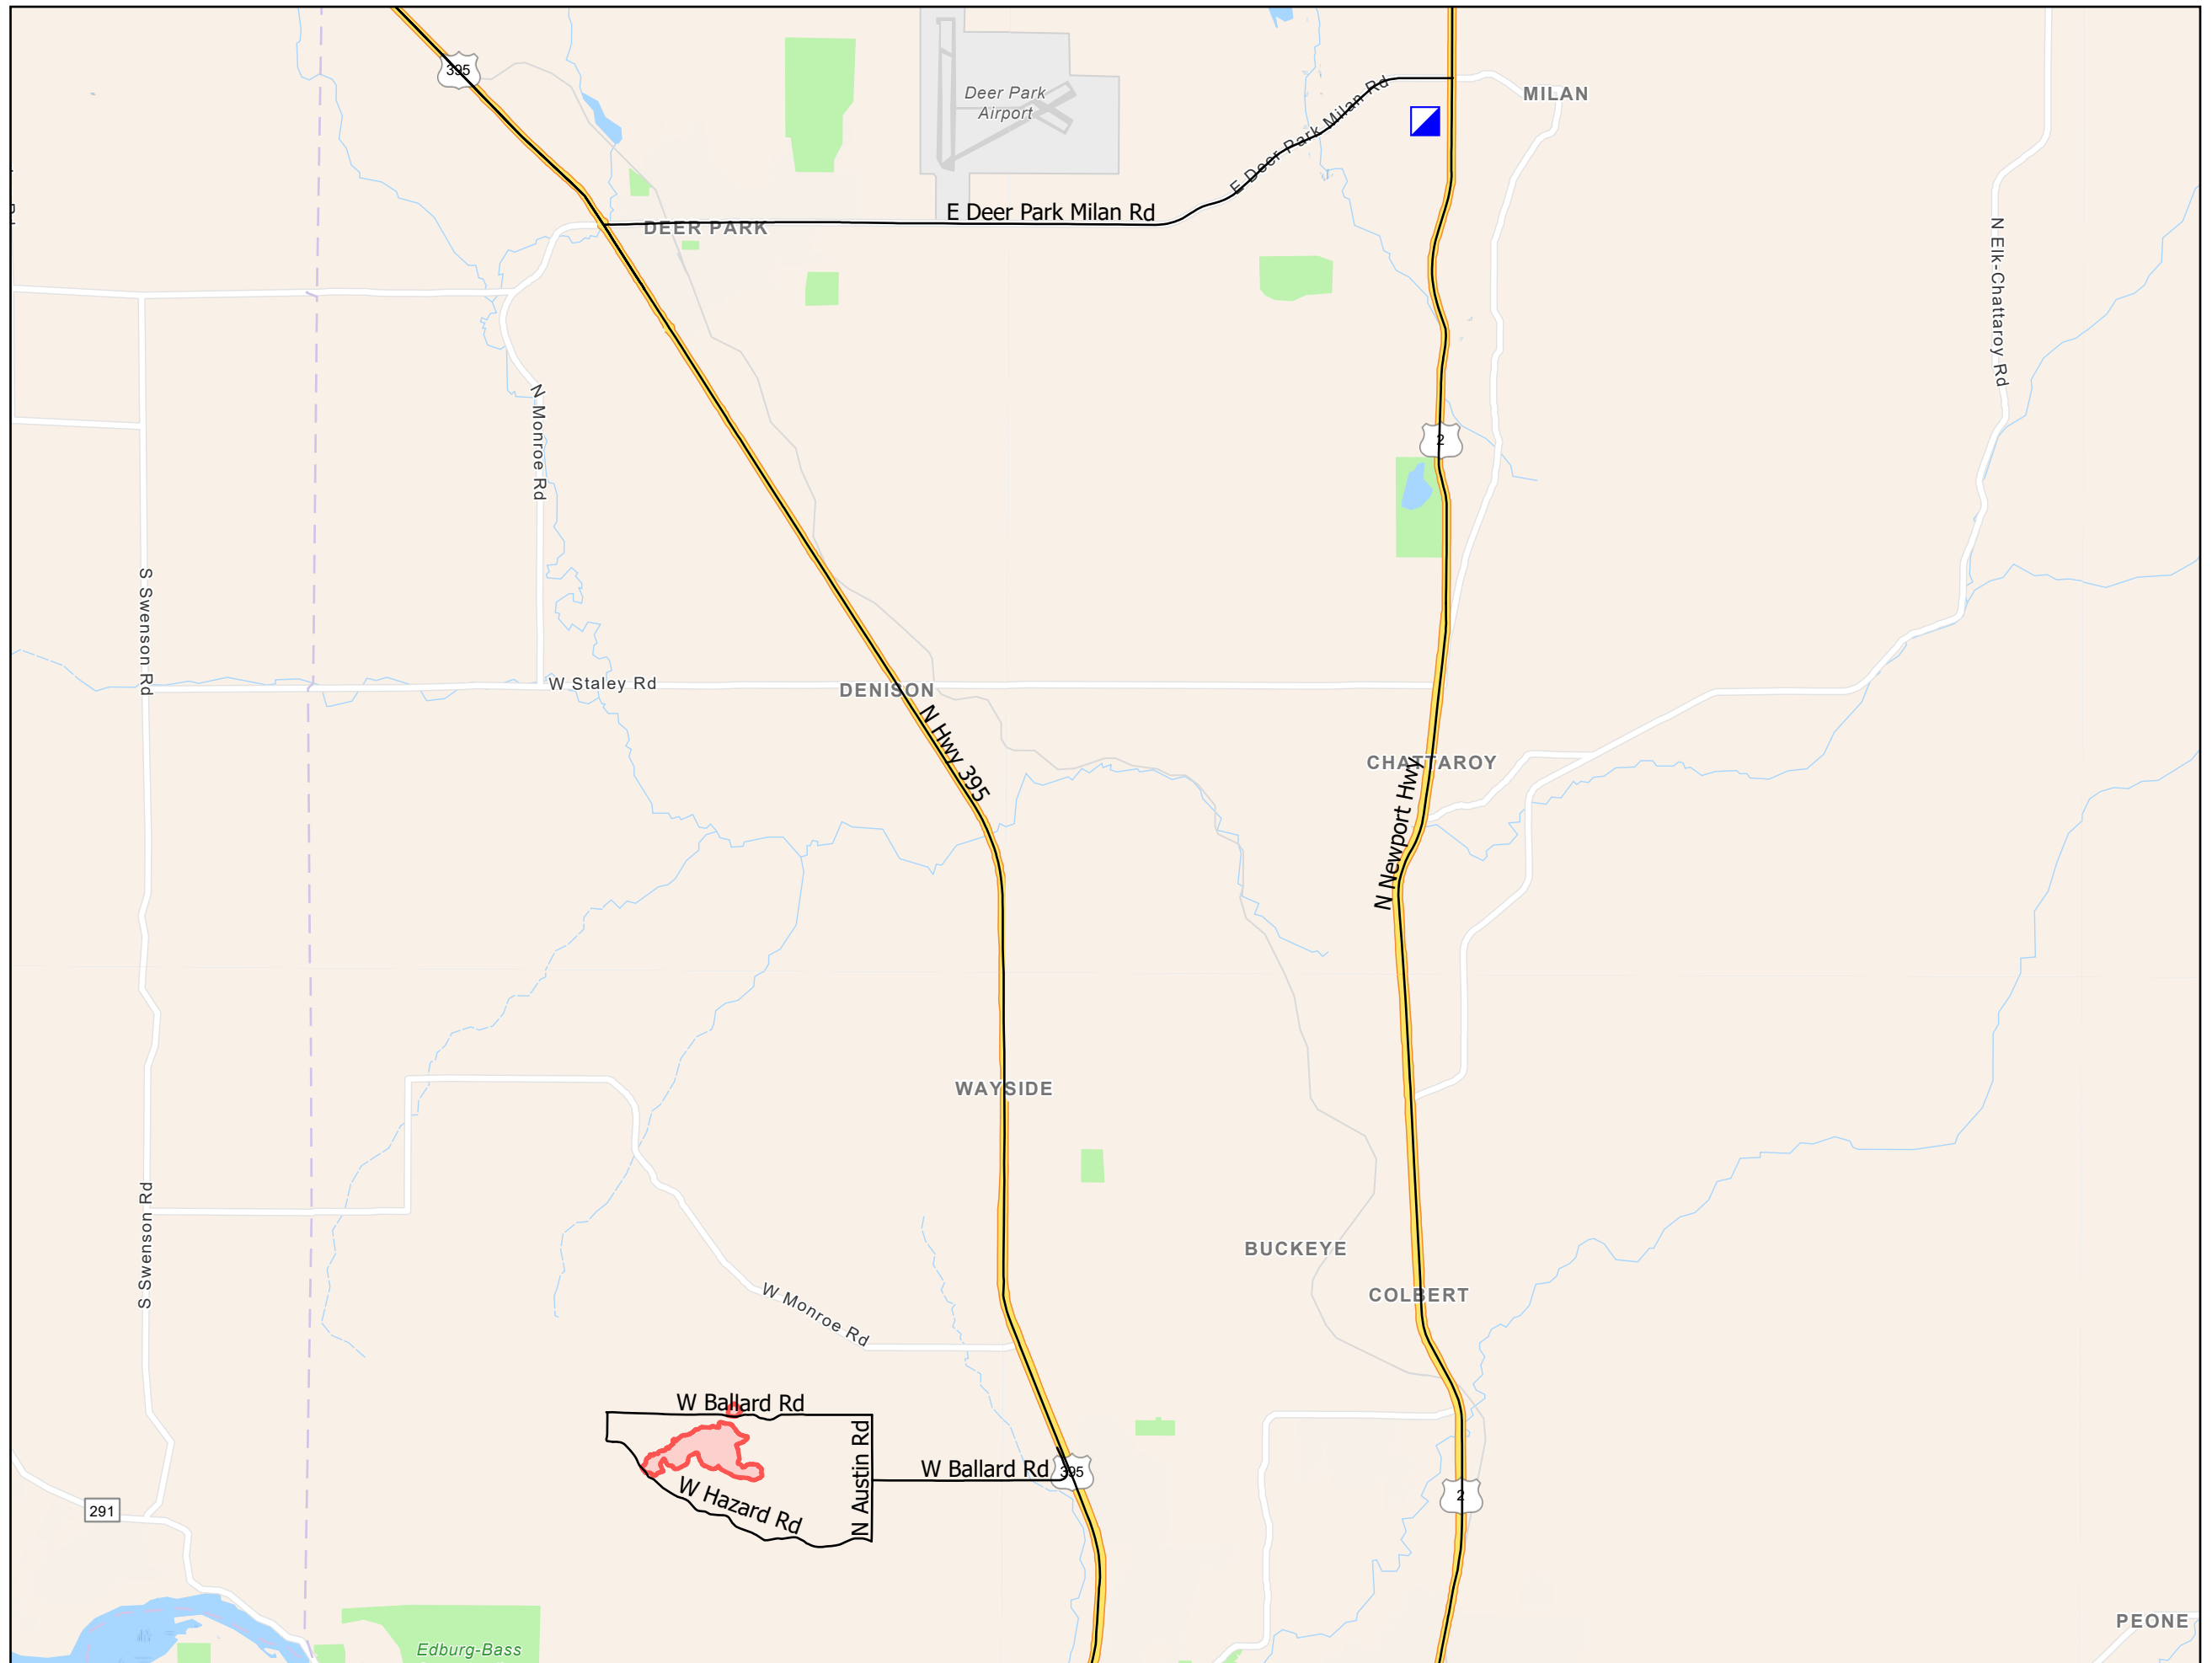 395
Deer Park
Airport
MILAN
E Deer Park Milan Rd
E Deer Park Milan Rd
DEER PARK
N Elk-Chattaroy Rd
N Monroe Rd
2
S Swenson Rd
W Staley Rd
DENISON
N Hwy 395
CHATTAROY
N Newport Hwy
WAYSIDE
S Swenson Rd
BUCKEYE
COLBERT
W Monroe Rd
W Ballard Rd
N Austin Rd
W Ballard Rd
395
W Hazard Rd
2
291
PEONE
Edburg-Bass